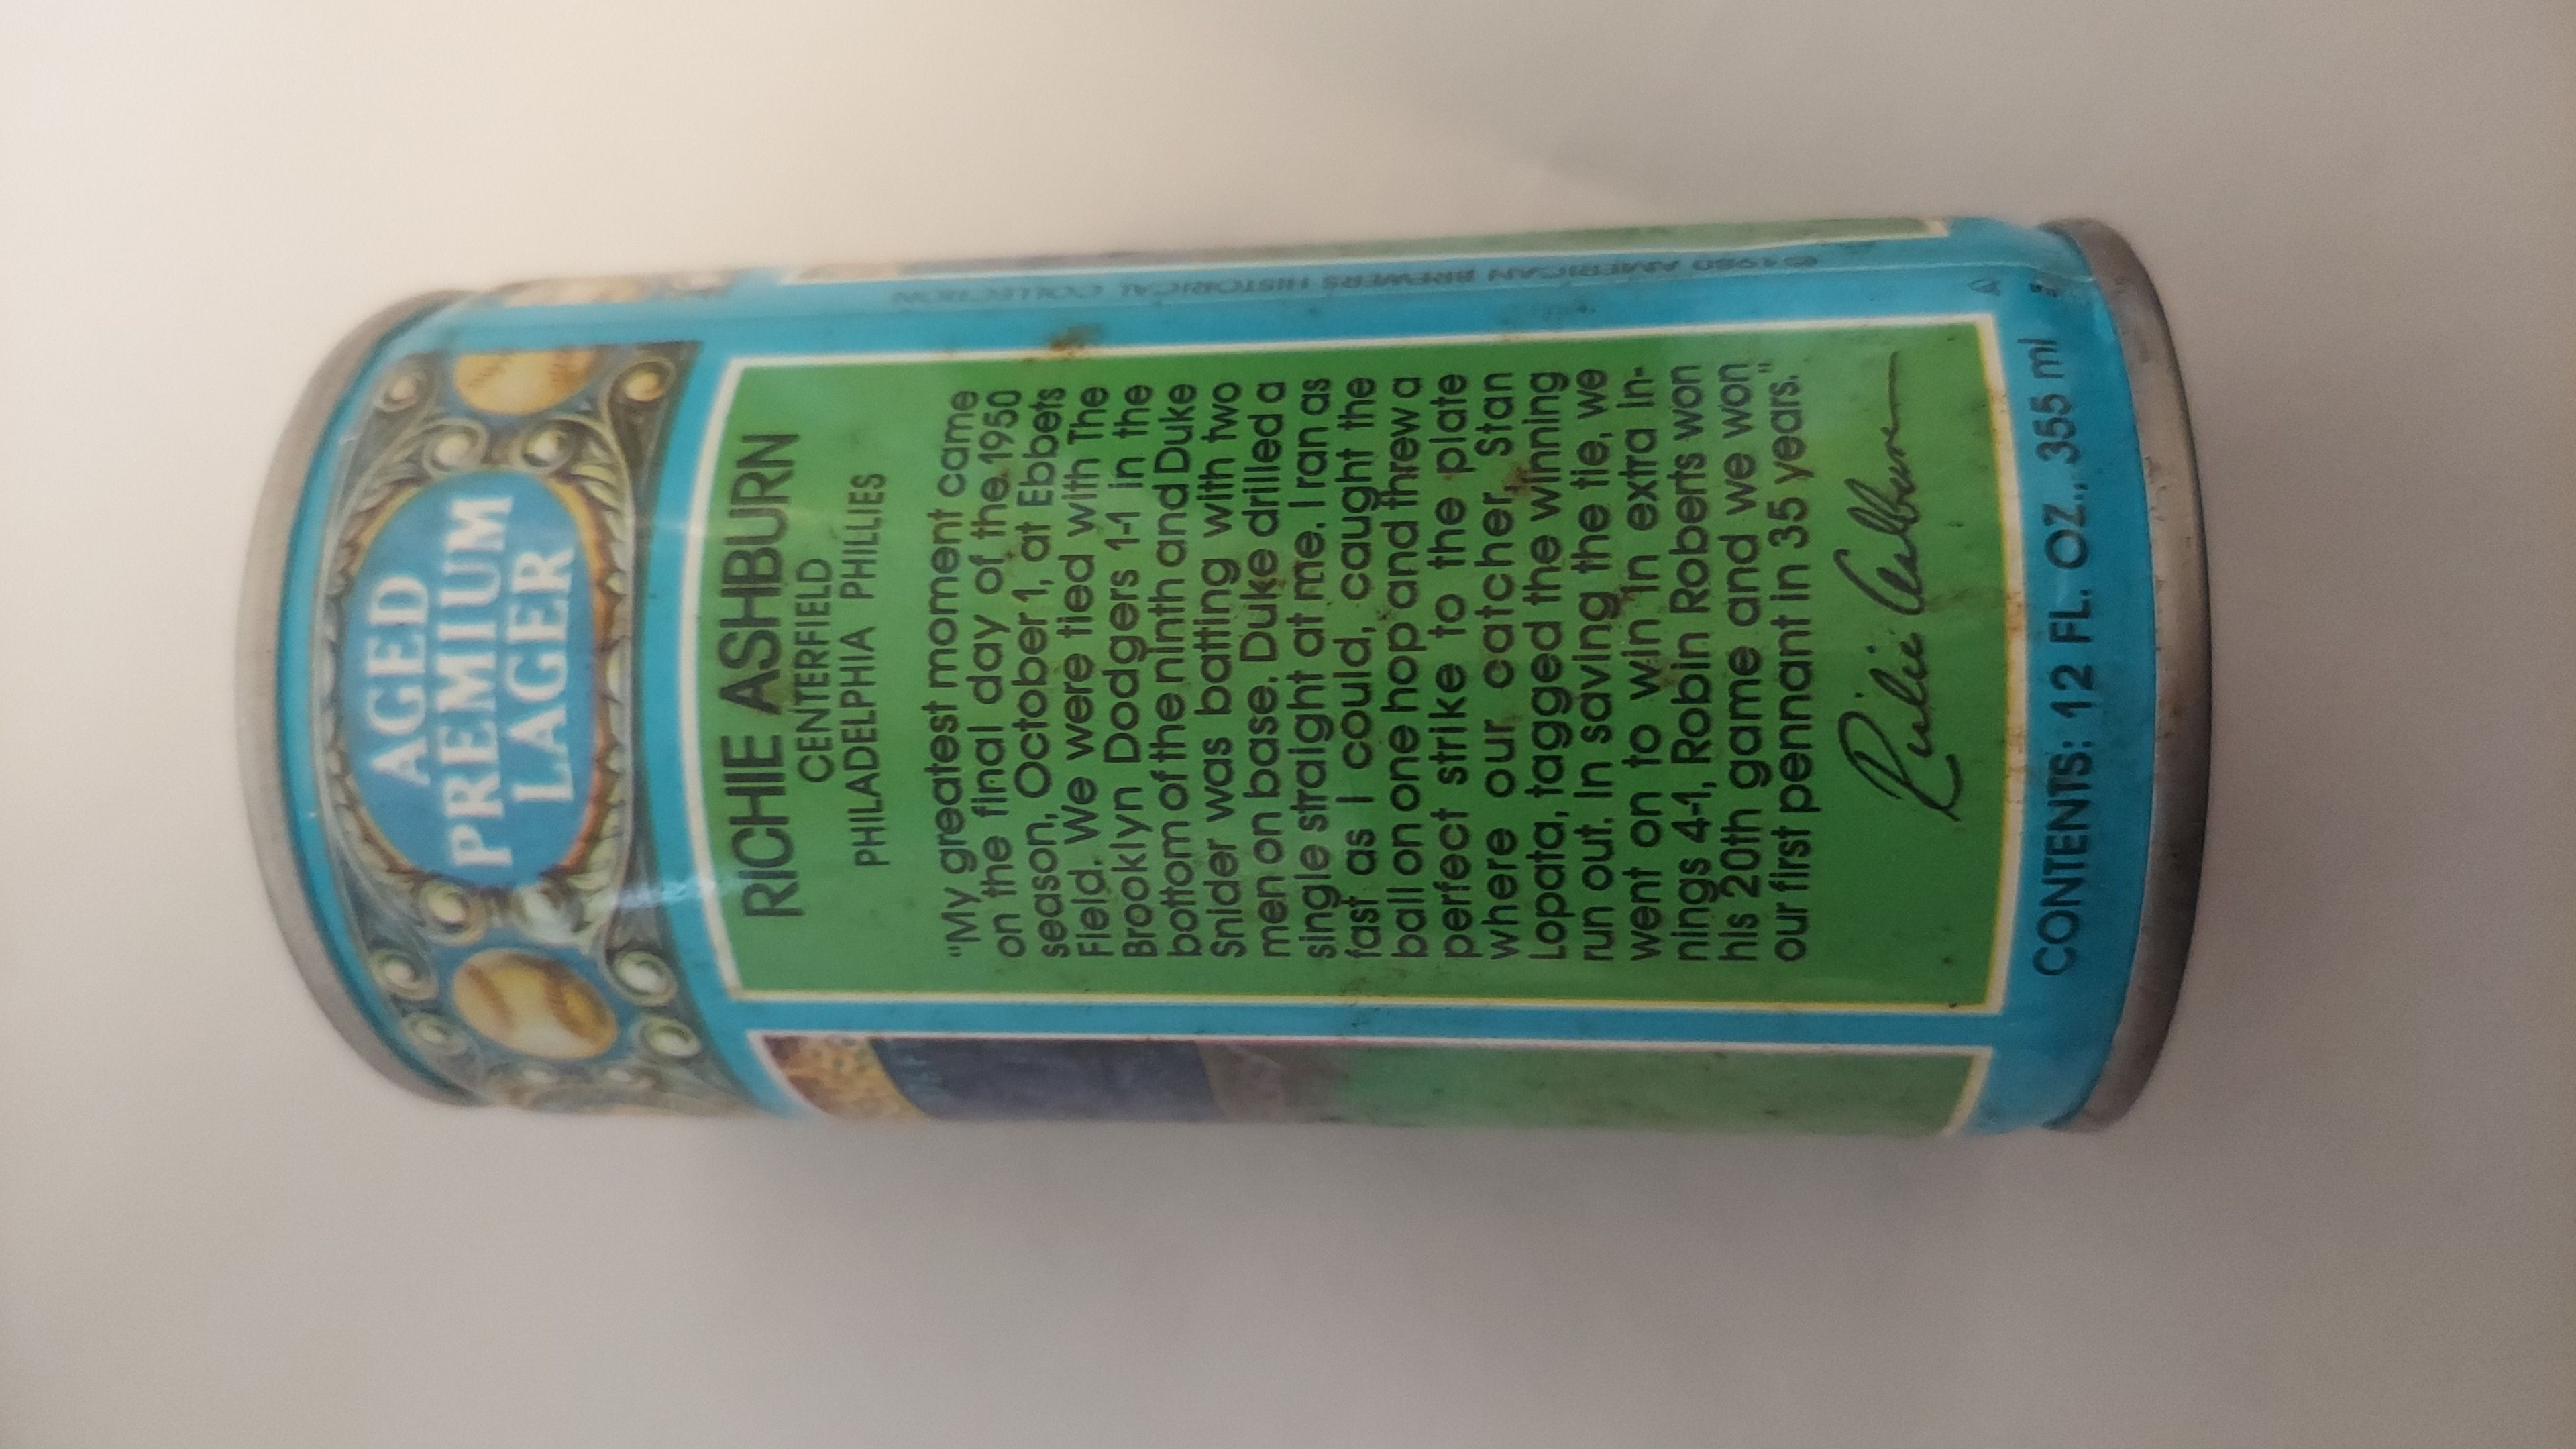 AGED
PREMIUM
LAGER
RICHIE ASHBURN
CENTERFIELD
PHILADELPHIA PHILLIES
"My greatest moment came
on the final day of the 1950
season, October 1, at Ebbets
Field. We were tied with The
Brooklyn Dodgers 1-1 in the
bottom of the ninth and Duke
Snider was batting with two
men on base. Duke drilled a
single straight at me. I ran as
fast as I could, caught the
ball on one hop and threw a
perfect strike to the plate
where our catcher, Stan
Lopata, tagged the winning
run out. In saving the tie, we
went on to win in extra in-
nings 4-1, Robin Roberts won
his 20th game and we won
our first pennant in 35 years."
Richie Ashburn
CONTENTS: 12 FL. OZ., 355 ml
©1980 AMERICAN BREWERS HISTORICAL COLLECTION